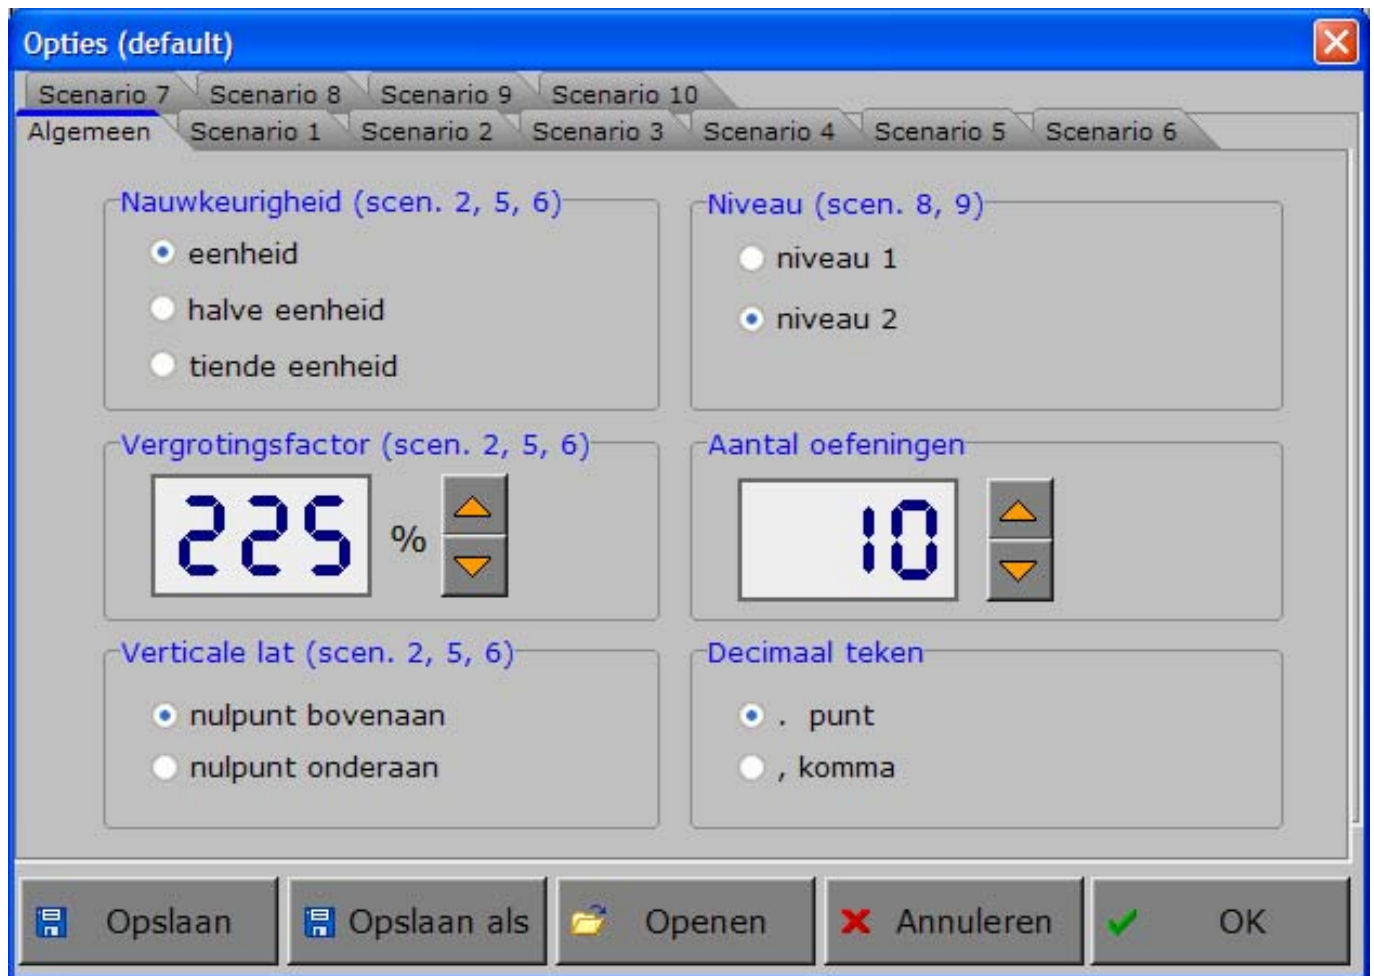 Opties (default)
Scenario 7 Scenario 8 Scenario 9 Scenario 10
Algemeen Scenario 1 Scenario 2 Scenario 3 Scenario 4 Scenario 5 Scenario 6
Nauwkeurigheid (scen. 2, 5, 6)
eenheid
halve eenheid
tiende eenheid
Niveau (scen. 8, 9)
niveau 1
niveau 2
Vergrotingsfactor (scen. 2, 5, 6)
225 %
Aantal oefeningen
10
Verticale lat (scen. 2, 5, 6)
nulpunt bovenaan
nulpunt onderaan
Decimaal teken
. punt
, komma
Opslaan Opslaan als Openen Annuleren OK